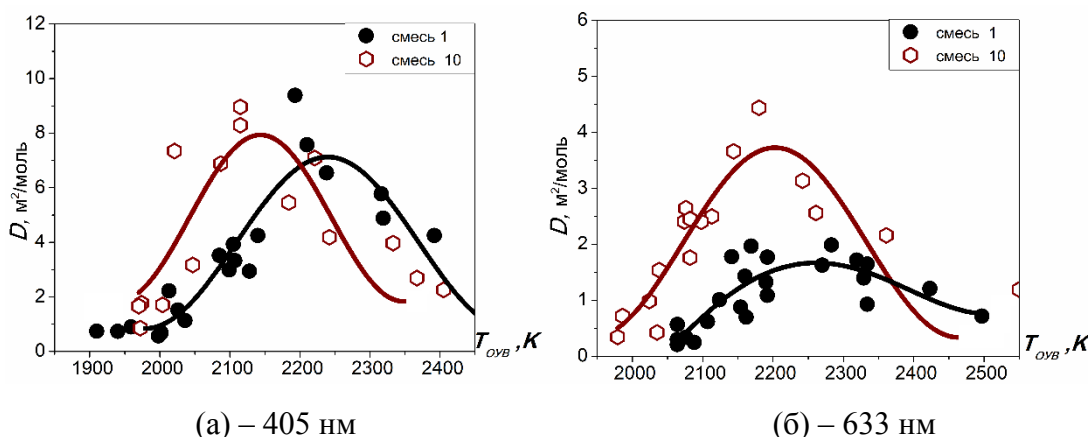 12
10
8
6
4
2
0
D, м²/моль
смесь 1
смесь 10
1900 2000 2100 2200 2300 2400
T_ОУВ, К
(а) – 405 нм
6
5
4
3
2
1
0
D, м²/моль
смесь 1
смесь 10
2000 2100 2200 2300 2400 2500
T_ОУВ, К
(б) – 633 нм